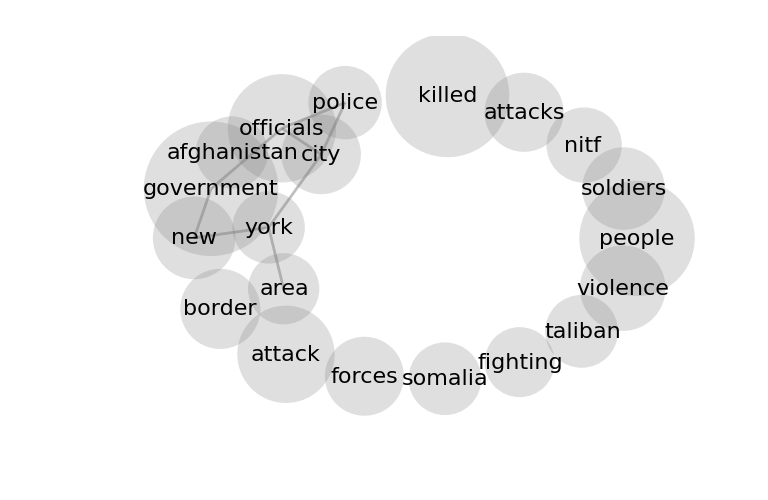 killed
police
attacks
officials
nitf
afghanistan
city
government
soldiers
york
new
people
area
violence
border
taliban
attack
fighting
forces
somalia